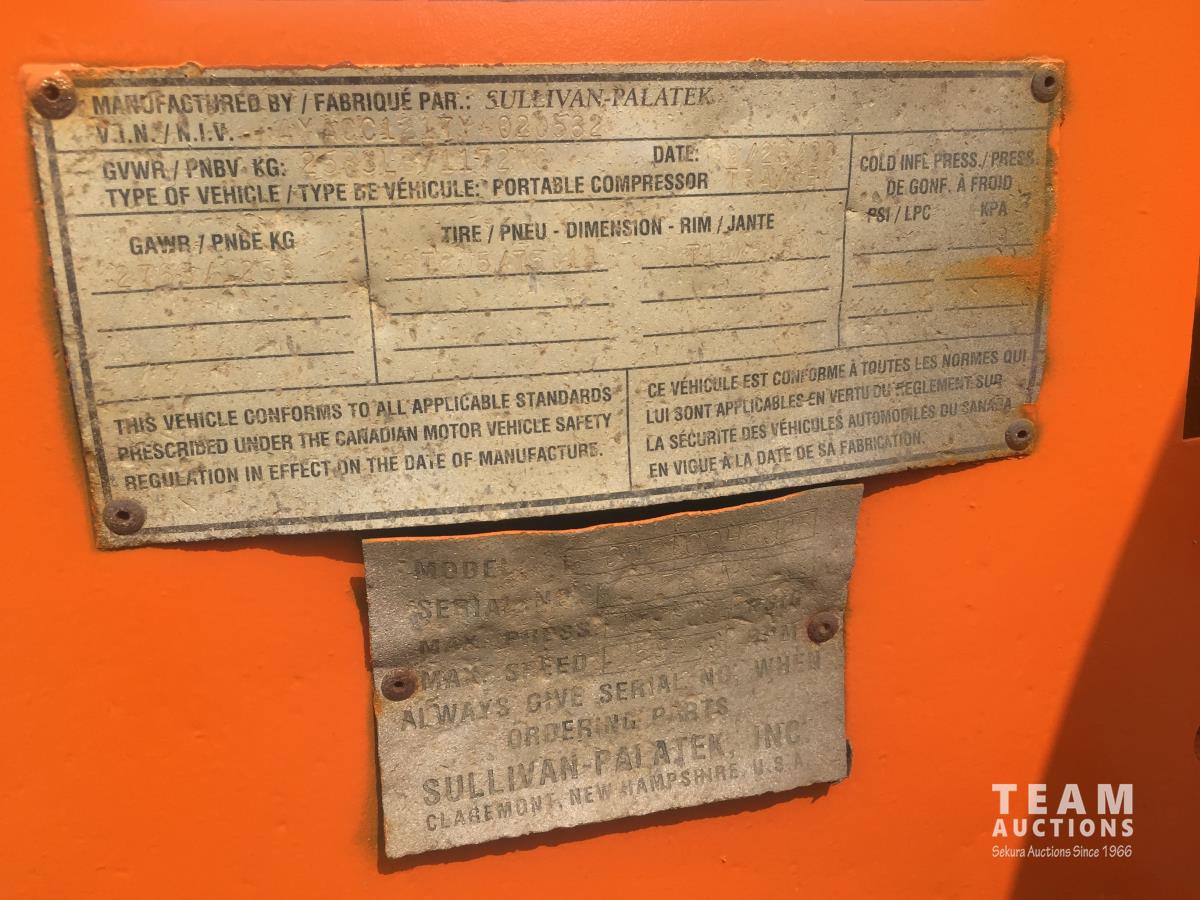 MANUFACTURED BY / FABRIQUÉ PAR.: SULLIVAN-PALATEK
V.I.N. / N.I.V.
GVWR / PNBV KG: DATE:
TYPE OF VEHICLE / TYPE DE VÉHICULE: PORTABLE COMPRESSOR
COLD INFL PRESS./ PRESS.
DE GONF. À FROID
PSI / LPC KPA
GAWR / PNBE KG
TIRE / PNEU - DIMENSION - RIM / JANTE
THIS VEHICLE CONFORMS TO ALL APPLICABLE STANDARDS
PRESCRIBED UNDER THE CANADIAN MOTOR VEHICLE SAFETY
REGULATION IN EFFECT ON THE DATE OF MANUFACTURE.
CE VÉHICULE EST CONFORME À TOUTES LES NORMES QUI
LUI SONT APPLICABLES EN VERTU DU REGLEMENT SUR
LA SÉCURITÉ DES VÉHICULES AUTOMOBILES DU CANADA
EN VIGUE À LA DATE DE SA FABRICATION.
MODEL
SERIAL NO.
MAX. PRESS PSIG
MAX. SPEED RPM
ALWAYS GIVE SERIAL NO. WHEN
ORDERING PARTS
SULLIVAN-PALATEK, INC.
CLAREMONT, NEW HAMPSHIRE, U.S.A.
TEAM
AUCTIONS
Sekura Auctions Since 1966